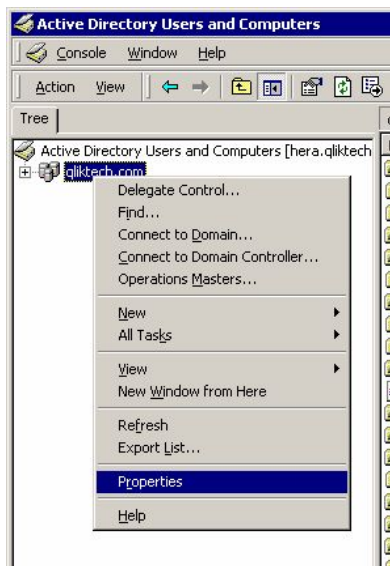 Active Directory Users and Computers
Console Window Help
Action View
Tree
Active Directory Users and Computers [hera.qliktech
qliktech.com
Delegate Control...
Find...
Connect to Domain...
Connect to Domain Controller...
Operations Masters...
New
All Tasks
View
New Window from Here
Refresh
Export List...
Properties
Help